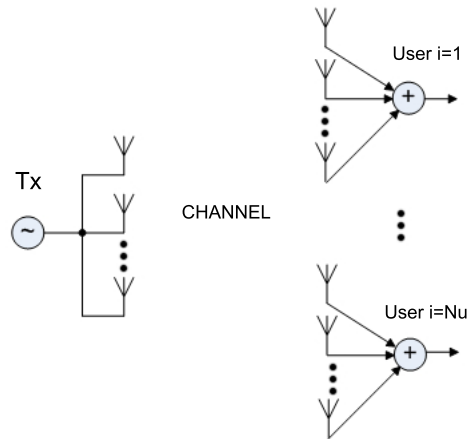 User i=1
+
Tx
~
CHANNEL
User i=Nu
+